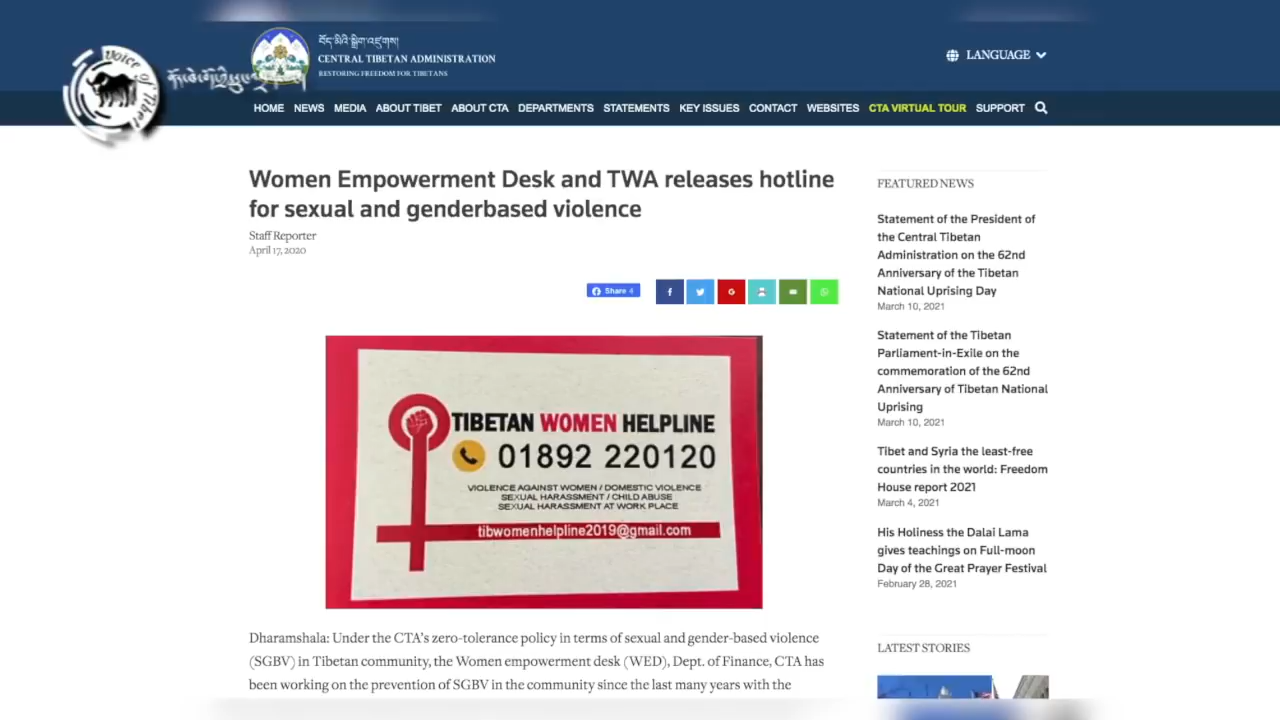 Voice of Tibet
བོད་མིའི་སྒྲིག་འཛུགས།
CENTRAL TIBETAN ADMINISTRATION
RESTORING FREEDOM FOR TIBETANS
LANGUAGE
HOME NEWS MEDIA ABOUT TIBET ABOUT CTA DEPARTMENTS STATEMENTS KEY ISSUES CONTACT WEBSITES CTA VIRTUAL TOUR SUPPORT
Women Empowerment Desk and TWA releases hotline
for sexual and genderbased violence
Staff Reporter
April 17, 2020
Share 4
TIBETAN WOMEN HELPLINE
01892 220120
VIOLENCE AGAINST WOMEN / DOMESTIC VIOLENCE
SEXUAL HARASSMENT / CHILD ABUSE
SEXUAL HARASSMENT AT WORK PLACE
tibwomenhelpline2019@gmail.com
Dharamshala: Under the CTA's zero-tolerance policy in terms of sexual and gender-based violence
(SGBV) in Tibetan community, the Women empowerment desk (WED), Dept. of Finance, CTA has
been working on the prevention of SGBV in the community since the last many years with the
FEATURED NEWS
Statement of the President of
the Central Tibetan
Administration on the 62nd
Anniversary of the Tibetan
National Uprising Day
March 10, 2021
Statement of the Tibetan
Parliament-in-Exile on the
commemoration of the 62nd
Anniversary of Tibetan National
Uprising
March 10, 2021
Tibet and Syria the least-free
countries in the world: Freedom
House report 2021
March 4, 2021
His Holiness the Dalai Lama
gives teachings on Full-moon
Day of the Great Prayer Festival
February 28, 2021
LATEST STORIES